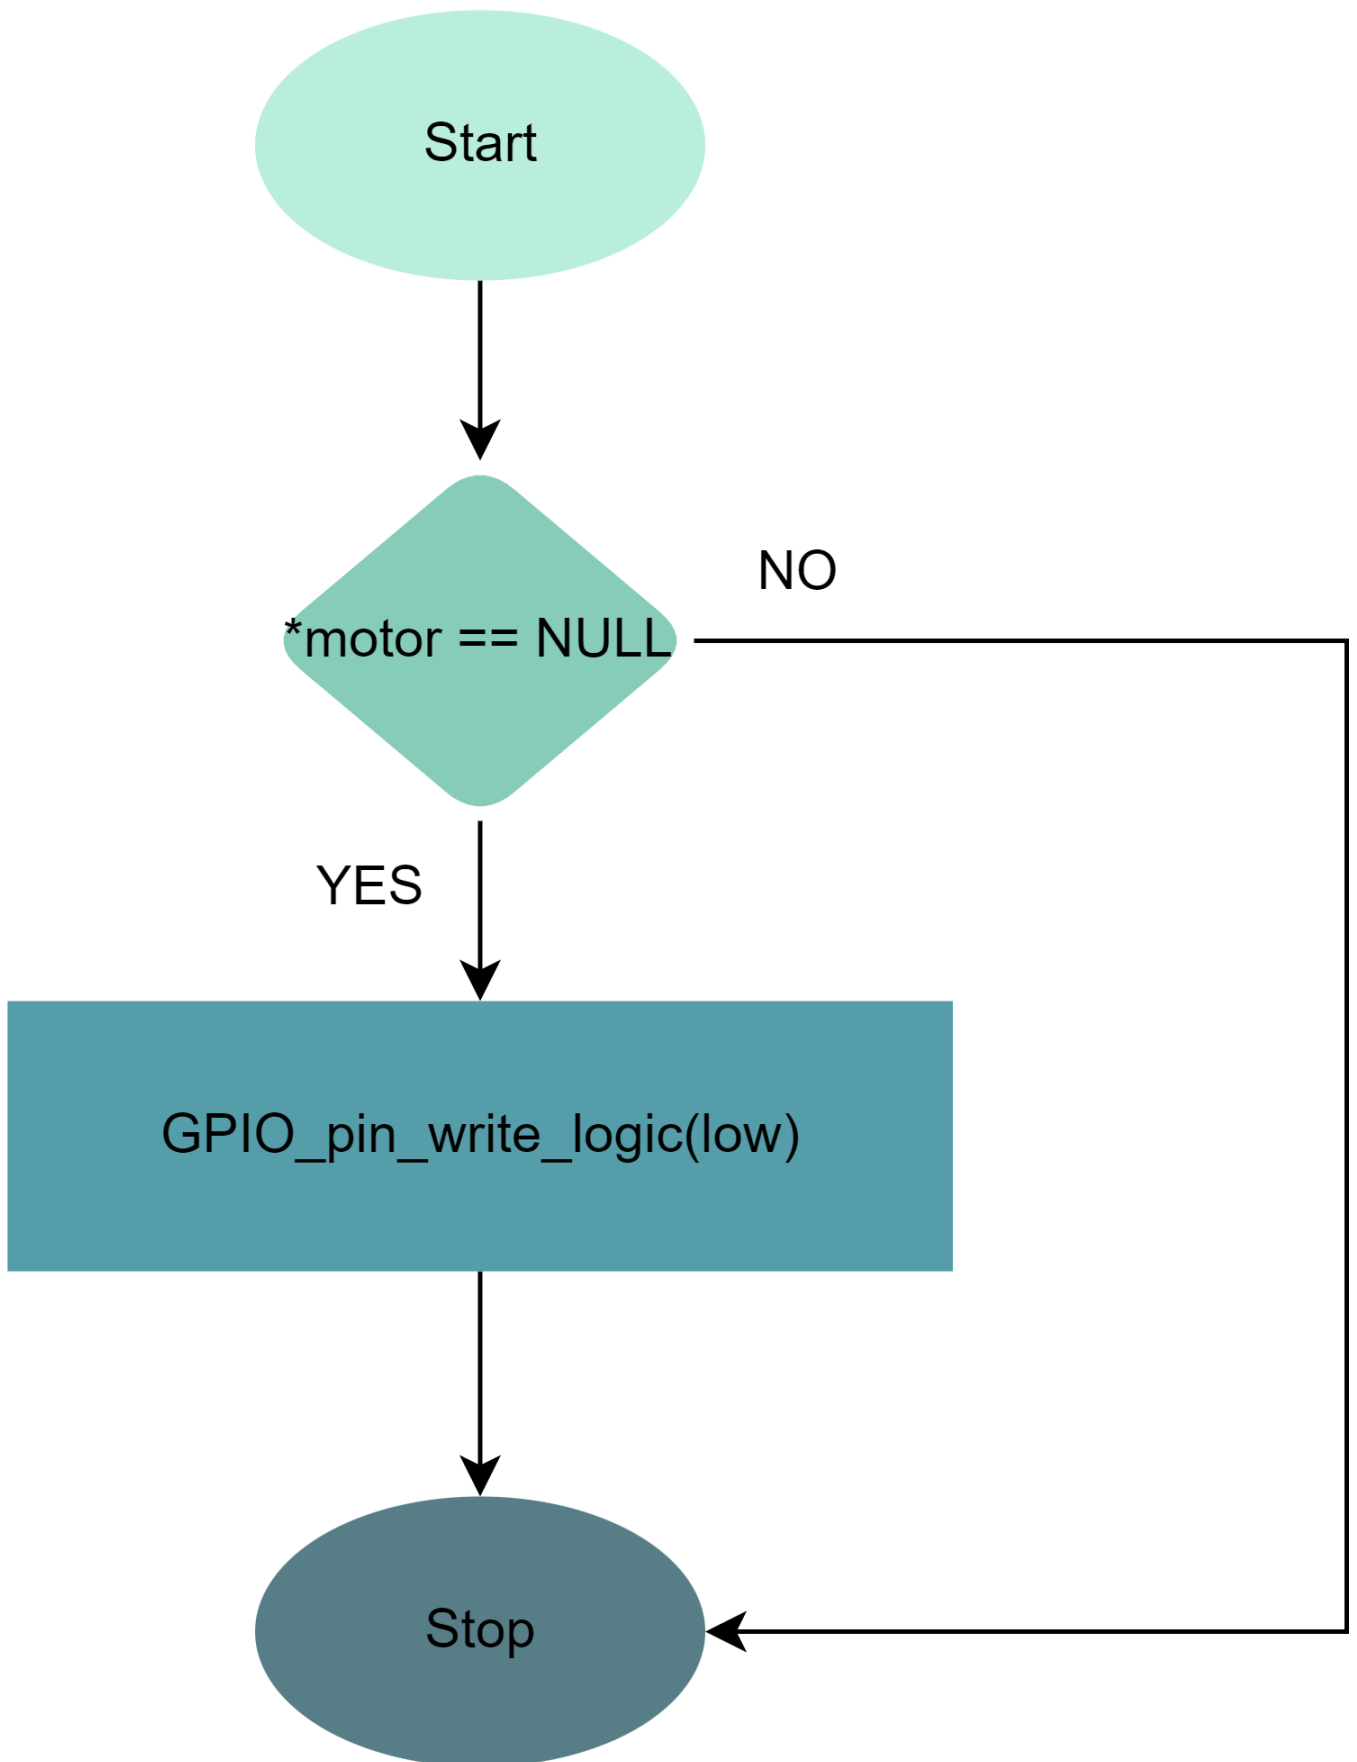 Start
NO
*motor == NULL
YES
GPIO_pin_write_logic(low)
Stop